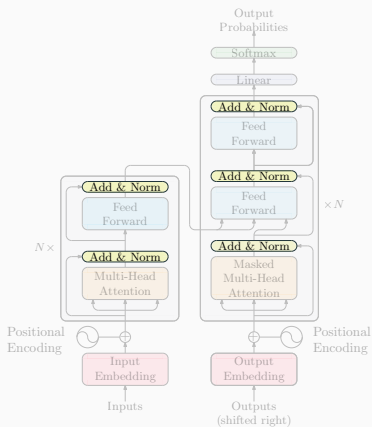 Output
Probabilities
Softmax
Linear
Add & Norm
Feed
Forward
Add & Norm
Feed
Forward
Add & Norm
Masked
Multi-Head
Attention
× N
Add & Norm
Feed
Forward
Add & Norm
Multi-Head
Attention
N ×
Positional
Encoding
Positional
Encoding
Input
Embedding
Output
Embedding
Inputs
Outputs
(shifted right)